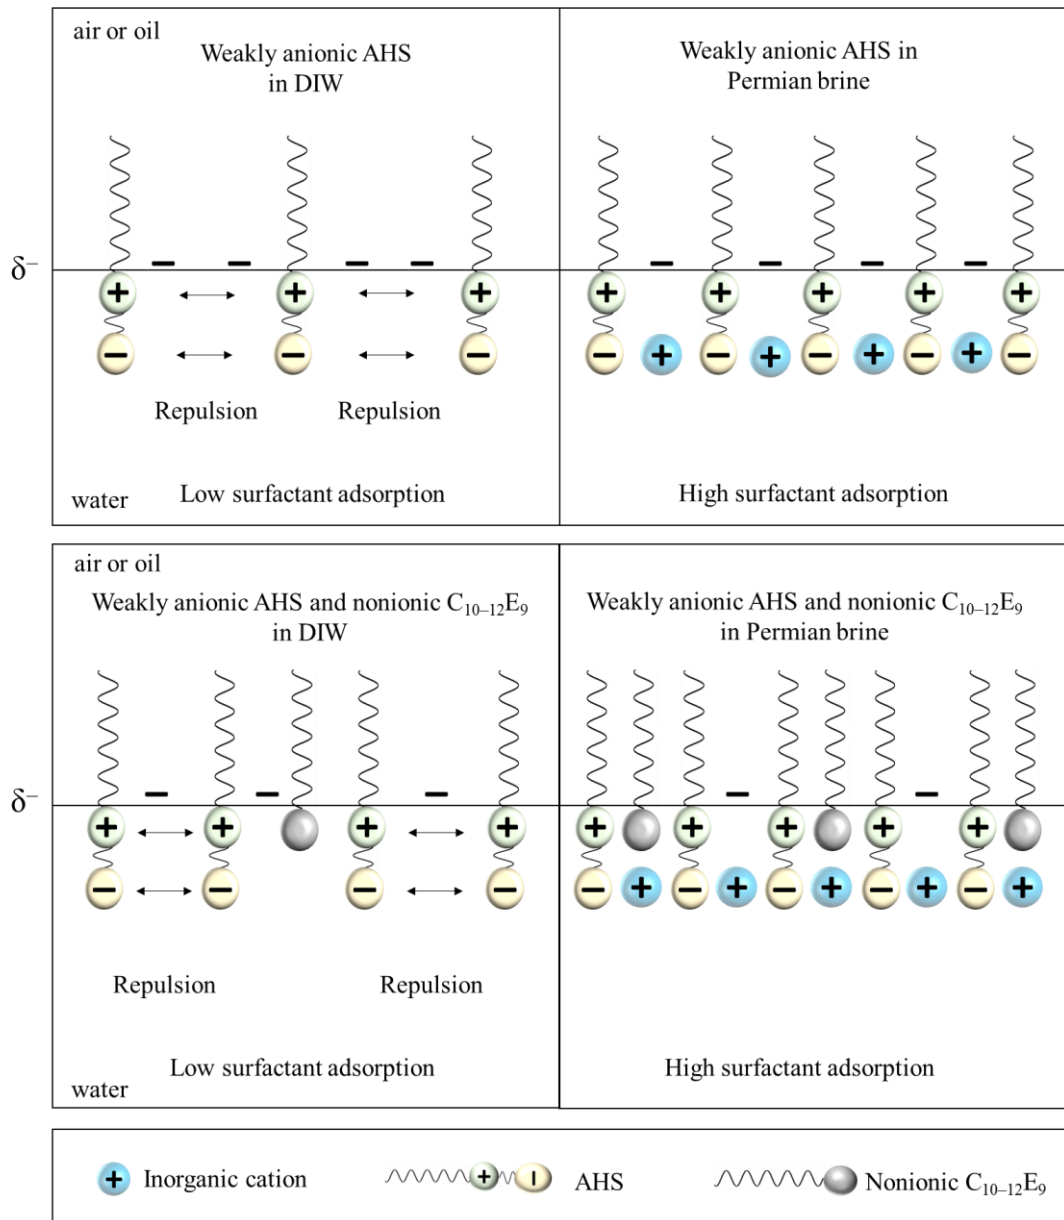 air or oil
Weakly anionic AHS
in DIW
δ–
Repulsion
Repulsion
water
Low surfactant adsorption
Weakly anionic AHS in
Permian brine
High surfactant adsorption
air or oil
Weakly anionic AHS and nonionic C₁₀₋₁₂E₉
in DIW
δ–
Repulsion
Repulsion
Low surfactant adsorption
water
Weakly anionic AHS and nonionic C₁₀₋₁₂E₉
in Permian brine
High surfactant adsorption
Inorganic cation
AHS
Nonionic C₁₀₋₁₂E₉